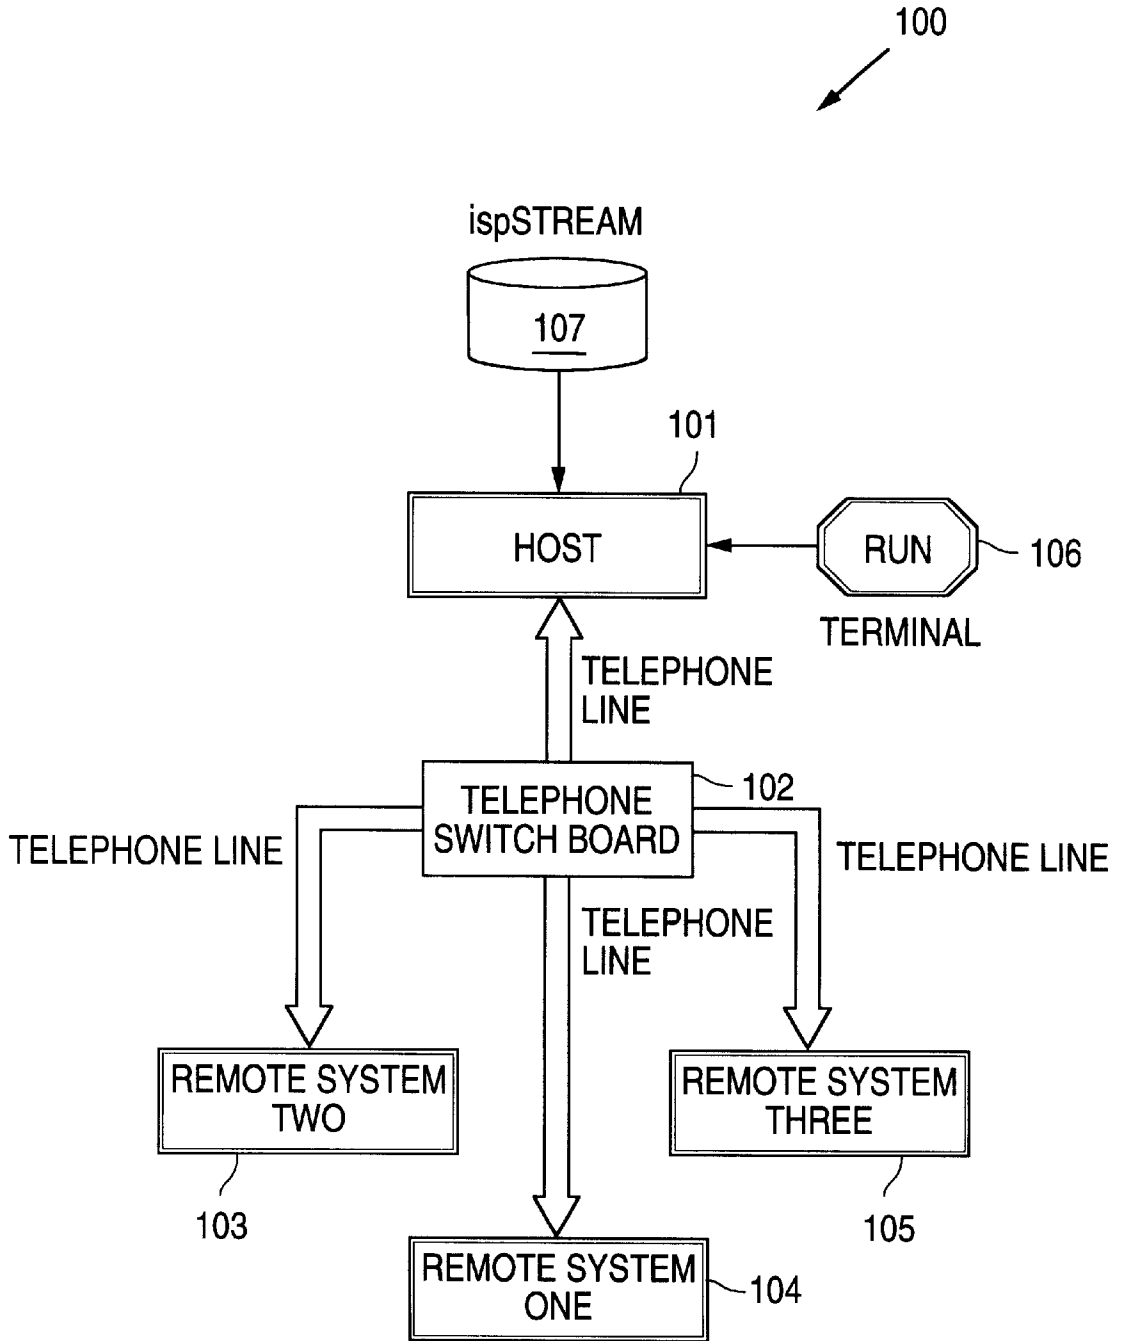 100
ispSTREAM
107
101
HOST
RUN
106
TERMINAL
TELEPHONE
LINE
102
TELEPHONE
SWITCH BOARD
TELEPHONE LINE
TELEPHONE LINE
TELEPHONE
LINE
REMOTE SYSTEM
TWO
REMOTE SYSTEM
THREE
103
105
REMOTE SYSTEM
ONE
104